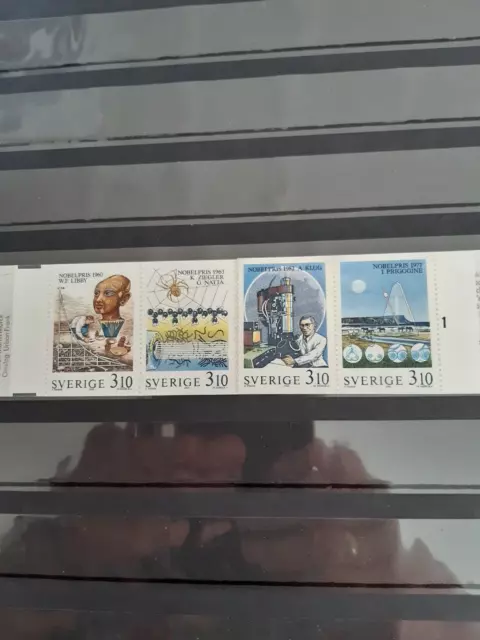 NOBELPRIS 1960
W.F. LIBBY
SVERIGE 3.10
NOBELPRIS 1963
K. ZIEGLER
G. NATTA
SVERIGE 3.10
NOBELPRIS 1982 A. KLUG
SVERIGE 3.10
NOBELPRIS 1977
I. PRIGOGINE
SVERIGE 3.10
1